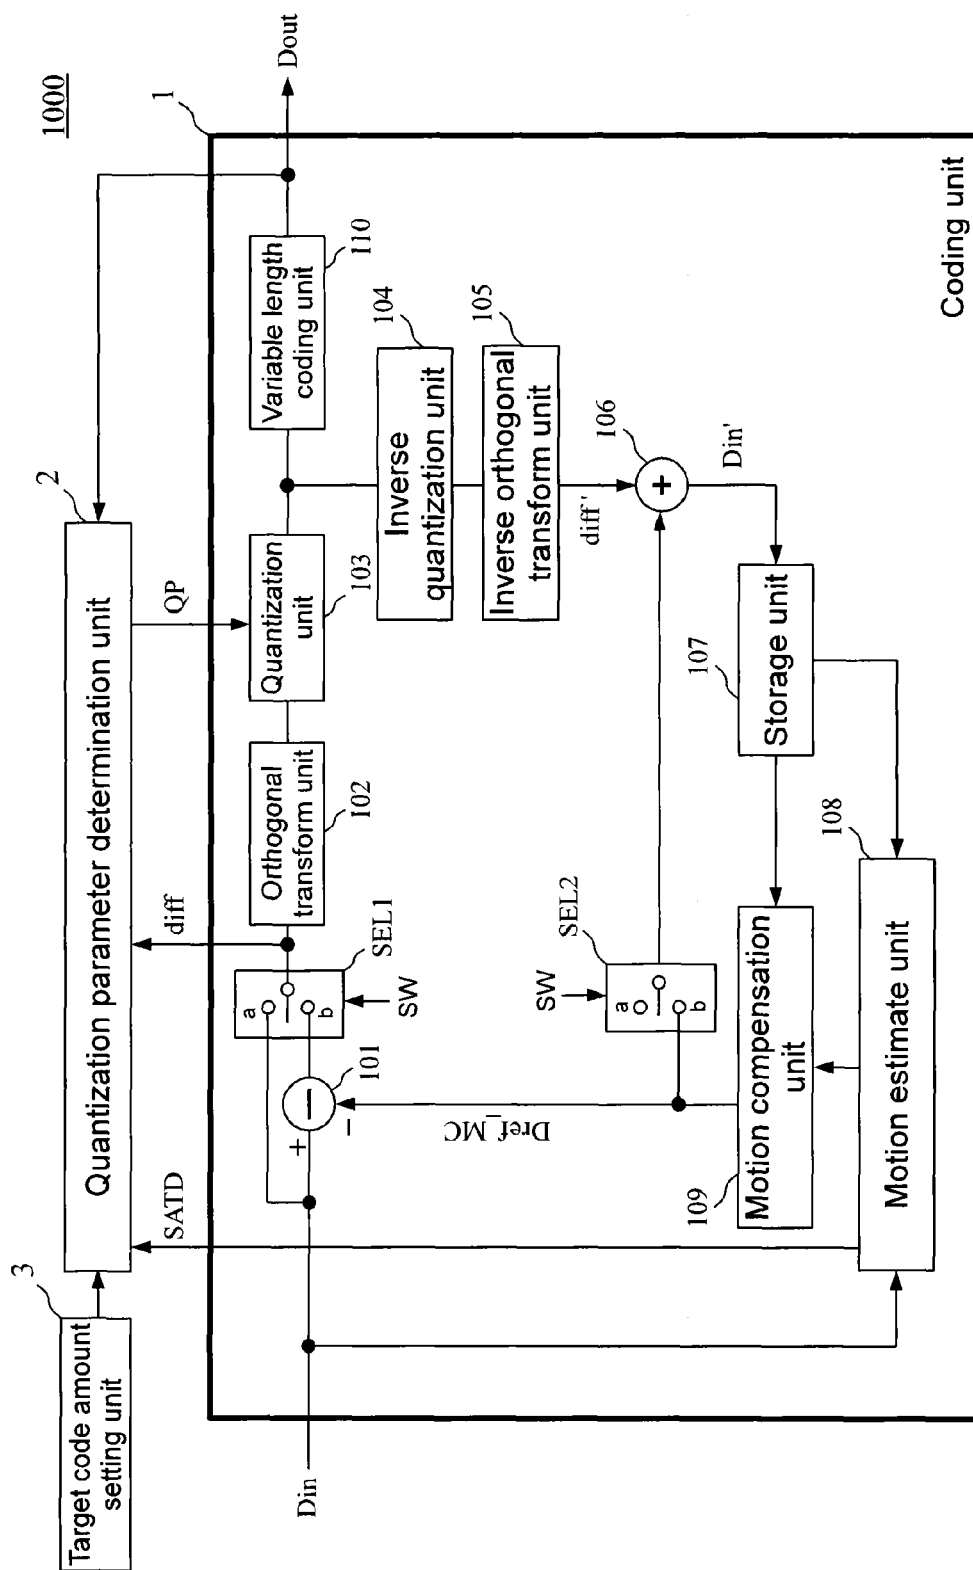 1000
Target code amount
setting unit
3
Quantization parameter determination unit
2
SATD
diff
QP
1
Din
Dout
+
−
−
101
a
b
SEL1
SW
Orthogonal
transform unit
102
Quantization
unit
103
Variable length
coding unit
110
Inverse
quantization unit
104
Inverse orthogonal
transform unit
105
diff'
+
106
Din'
Dref_MC
SW
a
b
SEL2
Storage unit
107
Motion compensation
unit
109
Motion estimate unit
108
Coding unit